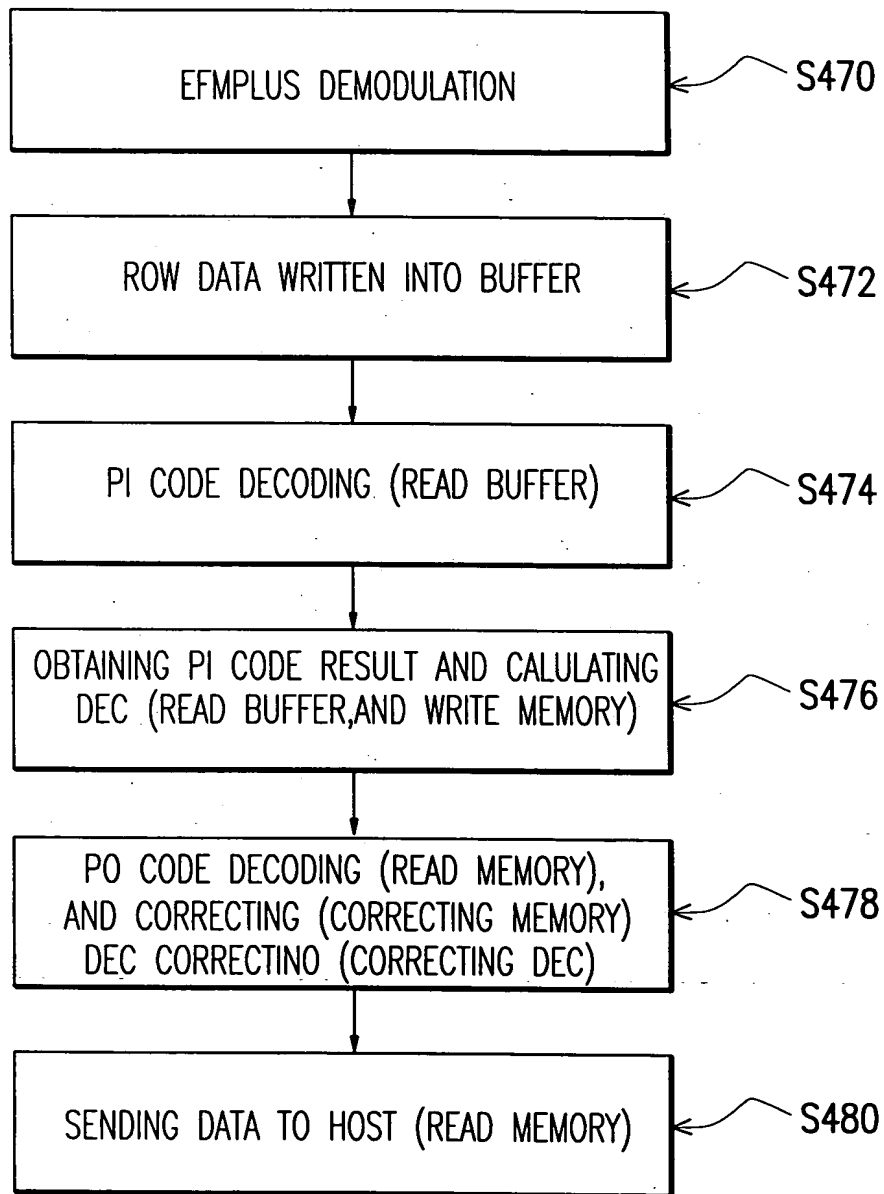 EFMPLUS DEMODULATION
S470
ROW DATA WRITTEN INTO BUFFER
S472
PI CODE DECODING (READ BUFFER)
S474
OBTAINING PI CODE RESULT AND CALULATING
DEC (READ BUFFER,AND WRITE MEMORY)
S476
PO CODE DECODING (READ MEMORY),
AND CORRECTING (CORRECTING MEMORY)
DEC CORRECTINO (CORRECTING DEC)
S478
SENDING DATA TO HOST (READ MEMORY)
S480